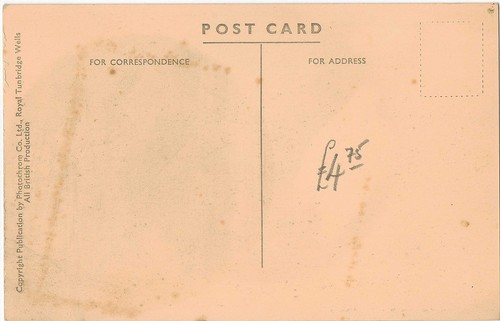 POST CARD
FOR CORRESPONDENCE
FOR ADDRESS
£4 75
Copyright Publication by Photochrom Co. Ltd., Royal Tunbridge Wells
All British Production